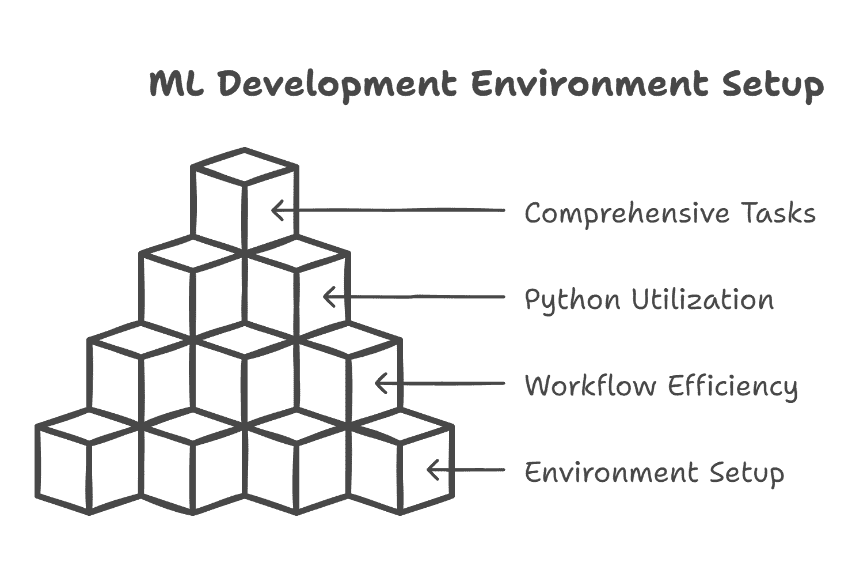 ML Development Environment Setup
Comprehensive Tasks
Python Utilization
Workflow Efficiency
Environment Setup